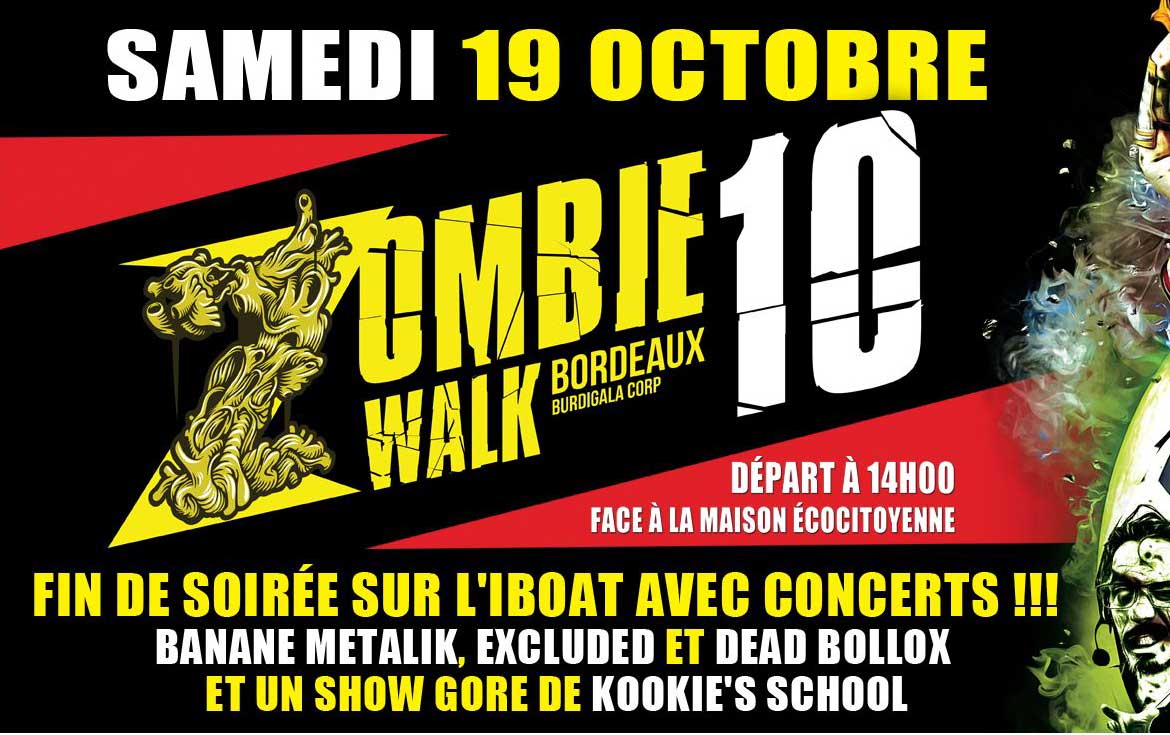 SAMEDI 19 OCTOBRE
ZOMBIE 10
WALK BORDEAUX
BURDIGALA CORP
DÉPART À 14H00
FACE À LA MAISON ÉCOCITOYENNE
FIN DE SOIRÉE SUR L'IBOAT AVEC CONCERTS !!!
BANANE METALIK, EXCLUDED ET DEAD BOLLOX
ET UN SHOW GORE DE KOOKIE'S SCHOOL